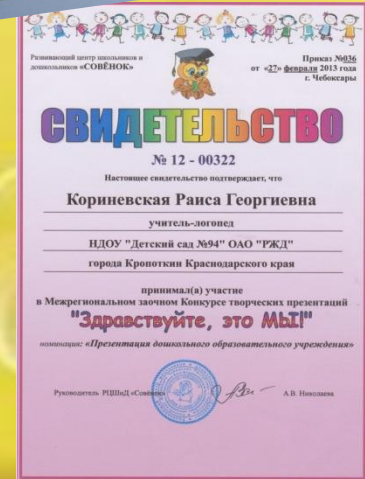 Развивающий центр школьников и
дошкольников «СОВЁНОК»
Приказ №036
от «27» февраля 2013 года
г. Чебоксары
СВИДЕТЕЛЬСТВО
№ 12 - 00322
Настоящее свидетельство подтверждает, что
Кориневская Раиса Георгиевна
учитель-логопед
НДОУ "Детский сад №94" ОАО "РЖД"
города Кропоткин Краснодарского края
принимал(а) участие
в Межрегиональном заочном Конкурсе творческих презентаций
"Здравствуйте, это МЫ!"
номинация: «Презентация дошкольного образовательного учреждения»
Руководитель РЦШиД «Совёнок»
А.В. Николаева